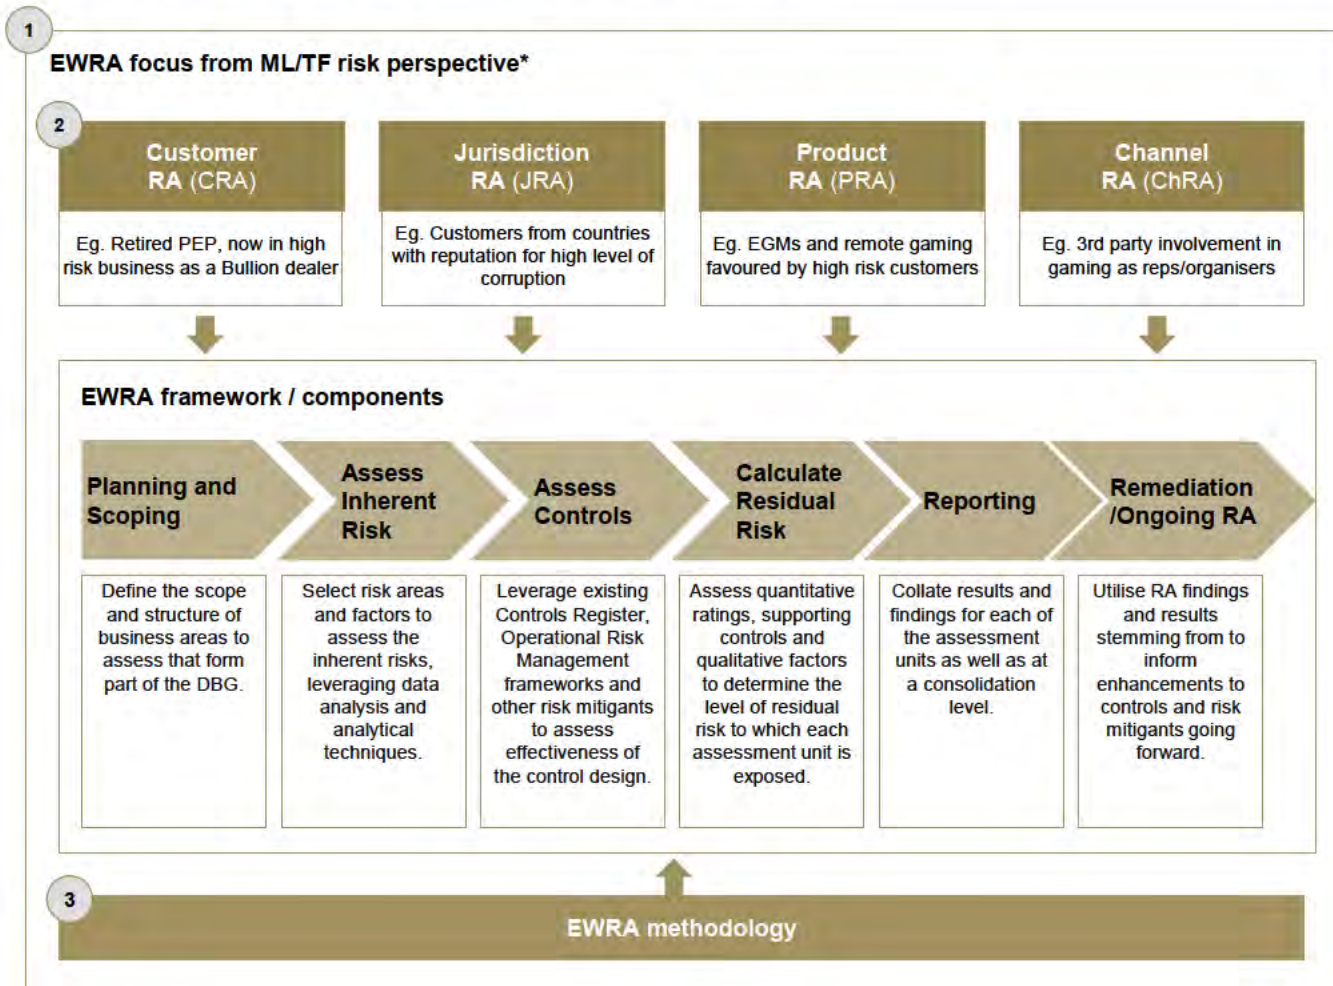 1
EWRA focus from ML/TF risk perspective*
2
Customer
RA (CRA)
Eg. Retired PEP, now in high
risk business as a Bullion dealer
Jurisdiction
RA (JRA)
Eg. Customers from countries
with reputation for high level of
corruption
Product
RA (PRA)
Eg. EGMs and remote gaming
favoured by high risk customers
Channel
RA (ChRA)
Eg. 3rd party involvement in
gaming as reps/organisers
EWRA framework / components
Planning and
Scoping
Define the scope
and structure of
business areas to
assess that form
part of the DBG.
Assess
Inherent
Risk
Select risk areas
and factors to
assess the
inherent risks,
leveraging data
analysis and
analytical
techniques.
Assess
Controls
Leverage existing
Controls Register,
Operational Risk
Management
frameworks and
other risk mitigants
to assess
effectiveness of
the control design.
Calculate
Residual
Risk
Assess quantitative
ratings, supporting
controls and
qualitative factors
to determine the
level of residual
risk to which each
assessment unit is
exposed.
Reporting
Collate results and
findings for each of
the assessment
units as well as at
a consolidation
level.
Remediation
/Ongoing RA
Utilise RA findings
and results
stemming from to
inform
enhancements to
controls and risk
mitigants going
forward.
3
EWRA methodology